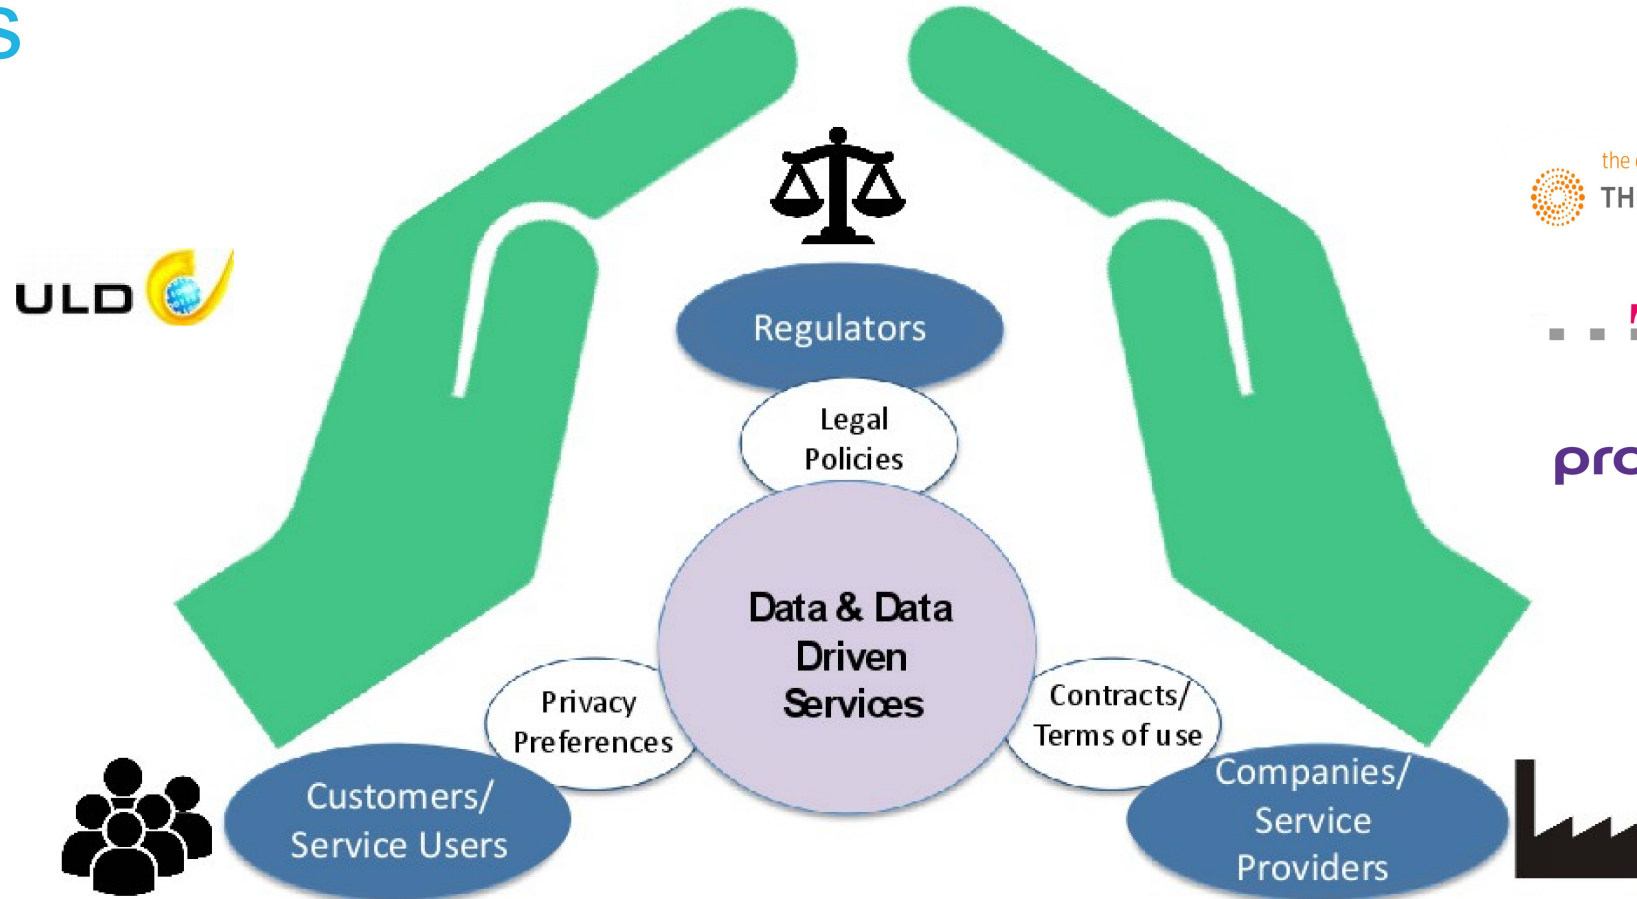 s
the
TH
ULD
Regulators
Legal
Policies
pro
Data & Data
Driven
Services
Privacy
Preferences
Contracts/
Terms of use
Customers/
Service Users
Companies/
Service
Providers